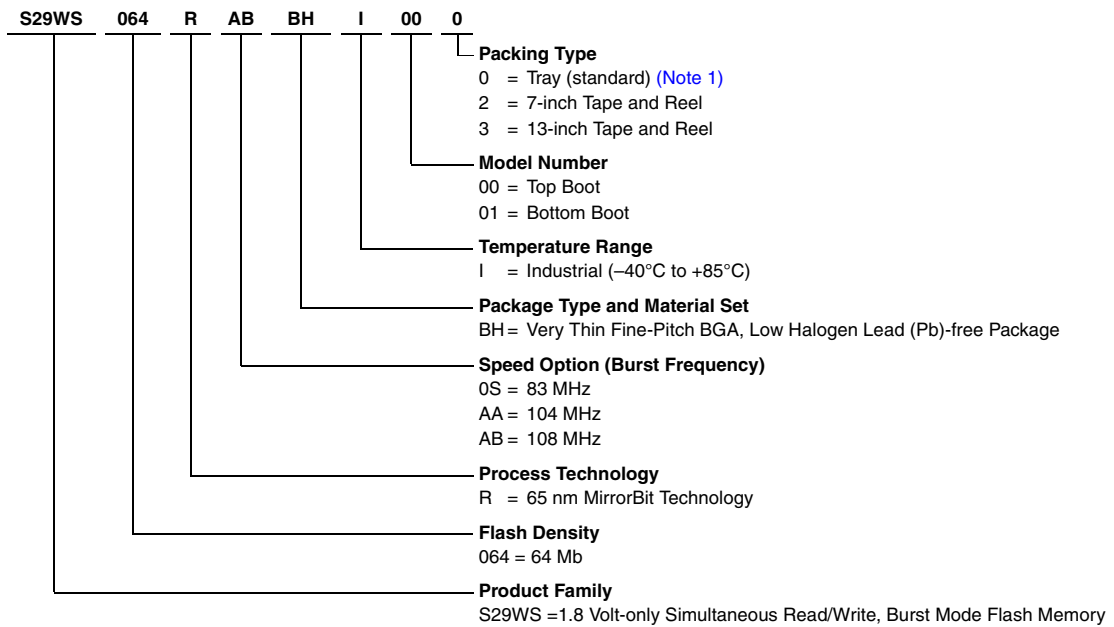 S29WS 064 R AB BH I 00 0
Packing Type
0 = Tray (standard) (Note 1)
2 = 7-inch Tape and Reel
3 = 13-inch Tape and Reel
Model Number
00 = Top Boot
01 = Bottom Boot
Temperature Range
I = Industrial (–40°C to +85°C)
Package Type and Material Set
BH = Very Thin Fine-Pitch BGA, Low Halogen Lead (Pb)-free Package
Speed Option (Burst Frequency)
0S = 83 MHz
AA = 104 MHz
AB = 108 MHz
Process Technology
R = 65 nm MirrorBit Technology
Flash Density
064 = 64 Mb
Product Family
S29WS =1.8 Volt-only Simultaneous Read/Write, Burst Mode Flash Memory